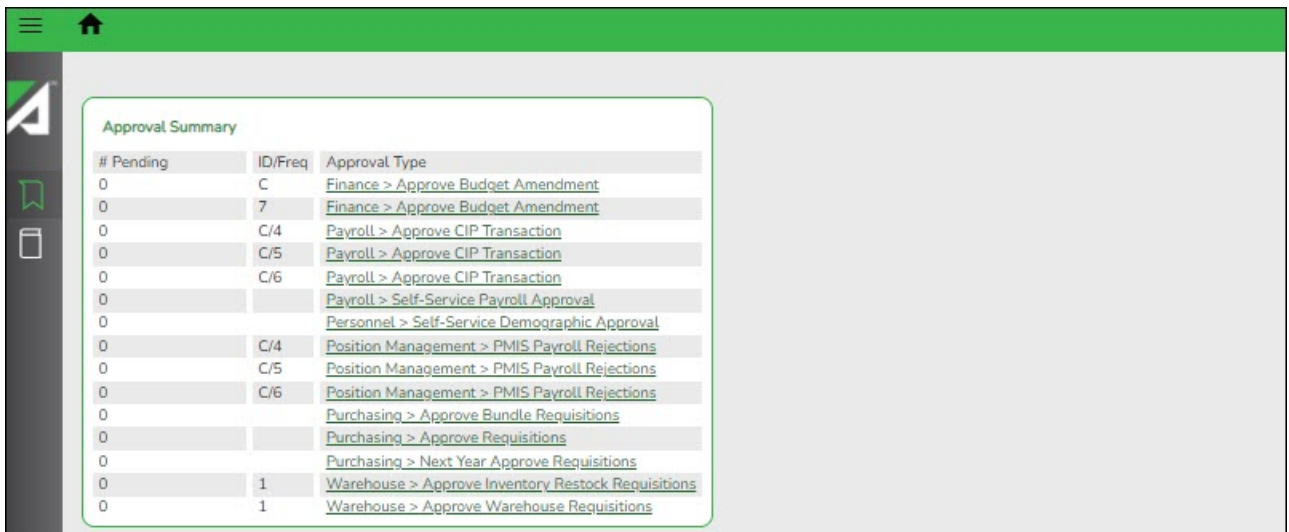 Approval Summary
# Pending ID/Freq Approval Type
0 C Finance > Approve Budget Amendment
0 7 Finance > Approve Budget Amendment
0 C/4 Payroll > Approve CIP Transaction
0 C/5 Payroll > Approve CIP Transaction
0 C/6 Payroll > Approve CIP Transaction
0 Payroll > Self-Service Payroll Approval
0 Personnel > Self-Service Demographic Approval
0 C/4 Position Management > PMIS Payroll Rejections
0 C/5 Position Management > PMIS Payroll Rejections
0 C/6 Position Management > PMIS Payroll Rejections
0 Purchasing > Approve Bundle Requisitions
0 Purchasing > Approve Requisitions
0 Purchasing > Next Year Approve Requisitions
0 1 Warehouse > Approve Inventory Restock Requisitions
0 1 Warehouse > Approve Warehouse Requisitions